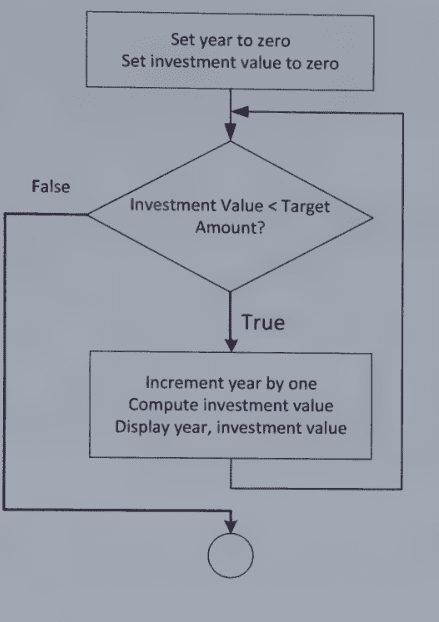 Set year to zero
Set investment value to zero
False
Investment Value < Target
Amount?
True
Increment year by one
Compute investment value
Display year, investment value